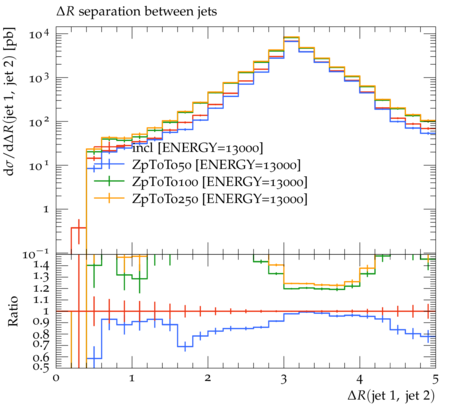 ΔR separation between jets
dσ/dΔR(jet 1, jet 2) [pb]
10⁴
10³
10²
10¹
1
10⁻¹
incl [ENERGY=13000]
ZpToTo50 [ENERGY=13000]
ZpToTo100 [ENERGY=13000]
ZpToTo250 [ENERGY=13000]
Ratio
1.4
1.3
1.2
1.1
1
0.9
0.8
0.7
0.6
0.5
0 1 2 3 4 5
ΔR(jet 1, jet 2)